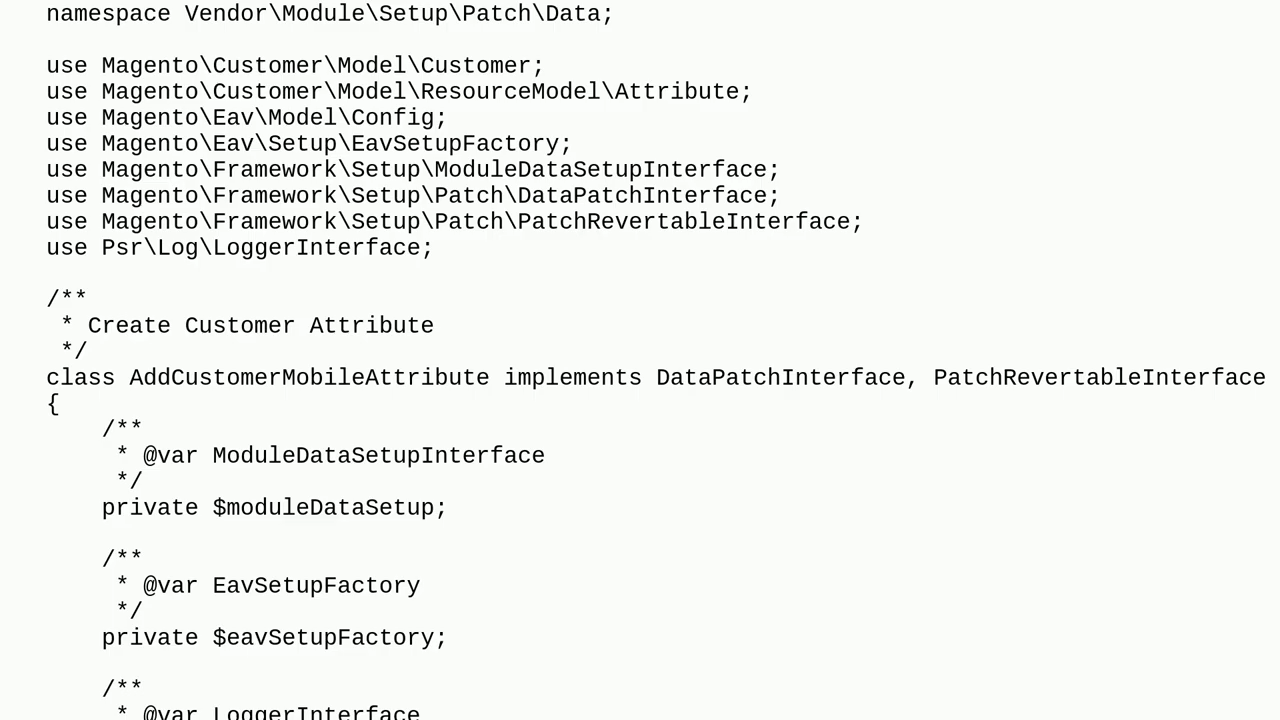 namespace Vendor\Module\Setup\Patch\Data;
use Magento\Customer\Model\Customer;
use Magento\Customer\Model\ResourceModel\Attribute;
use Magento\Eav\Model\Config;
use Magento\Eav\Setup\EavSetupFactory;
use Magento\Framework\Setup\ModuleDataSetupInterface;
use Magento\Framework\Setup\Patch\DataPatchInterface;
use Magento\Framework\Setup\Patch\PatchRevertableInterface;
use Psr\Log\LoggerInterface;
/**
 * Create Customer Attribute
 */
class AddCustomerMobileAttribute implements DataPatchInterface, PatchRevertableInterface
{
    /**
     * @var ModuleDataSetupInterface
     */
    private $moduleDataSetup;
    /**
     * @var EavSetupFactory
     */
    private $eavSetupFactory;
    /**
     * @var LoggerInterface